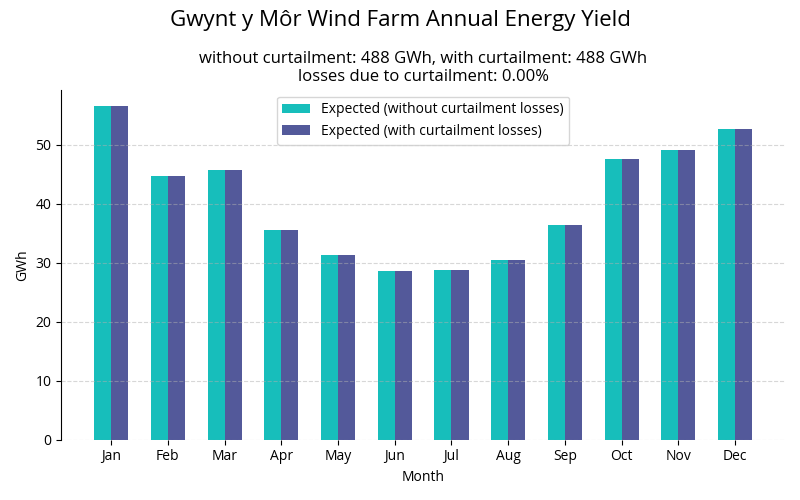 Gwynt y Môr Wind Farm Annual Energy Yield
without curtailment: 488 GWh, with curtailment: 488 GWh
losses due to curtailment: 0.00%
Expected (without curtailment losses)
Expected (with curtailment losses)
GWh
50
40
30
20
10
0
Jan Feb Mar Apr May Jun Jul Aug Sep Oct Nov Dec
Month